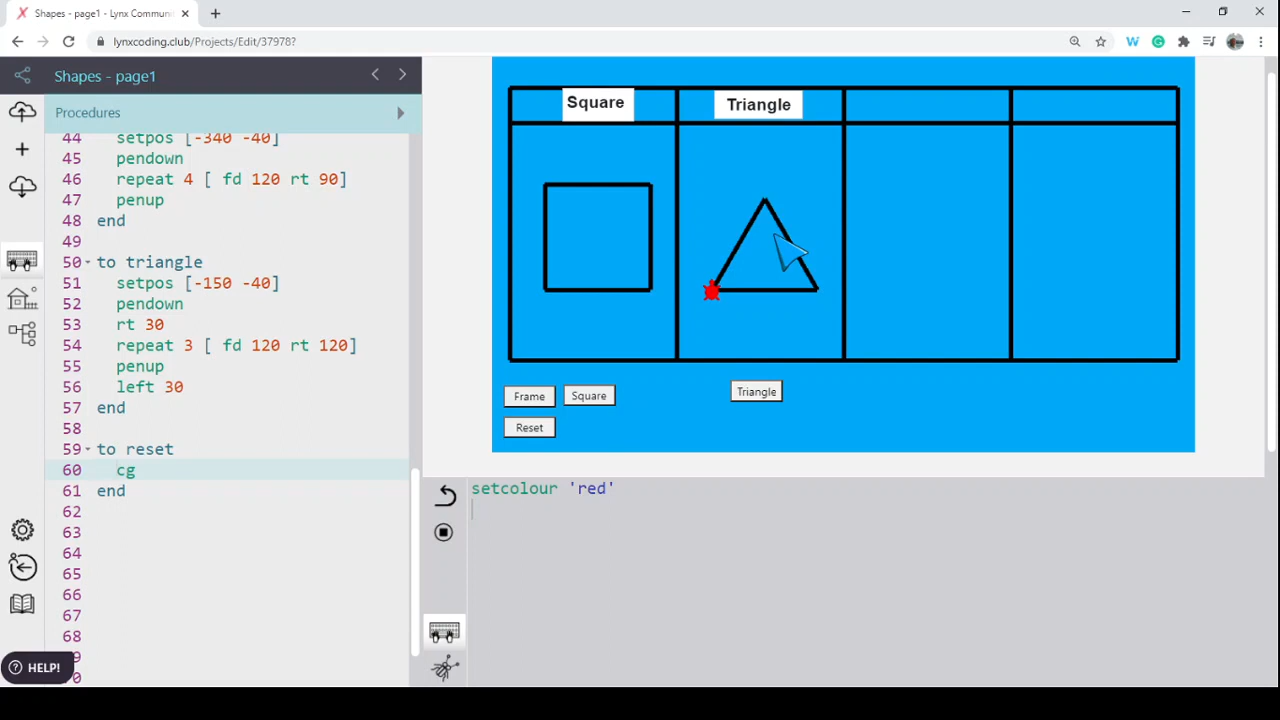 Shapes - page1 - Lynx Commun
lynxcoding.club/Projects/Edit/37978?
Shapes - page1
Procedures
44 setpos [-340 -40]
45 pendown
46 repeat 4 [ fd 120 rt 90]
47 penup
48 end
49
50 to triangle
51 setpos [-150 -40]
52 pendown
53 rt 30
54 repeat 3 [ fd 120 rt 120]
55 penup
56 left 30
57 end
58
59 to reset
60 cg
61 end
62
63
64
65
66
67
68
9
70
HELP!
Square
Triangle
Frame
Square
Triangle
Reset
setcolour 'red'